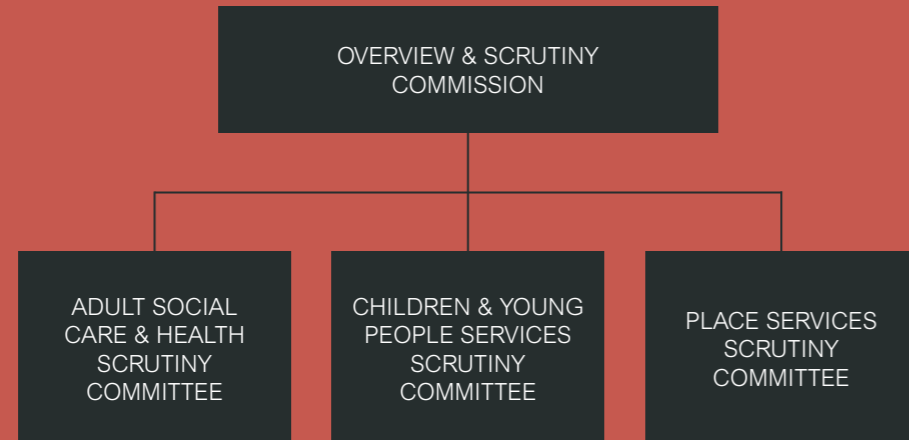 OVERVIEW & SCRUTINY
COMMISSION
ADULT SOCIAL
CARE & HEALTH
SCRUTINY
COMMITTEE
CHILDREN & YOUNG
PEOPLE SERVICES
SCRUTINY
COMMITTEE
PLACE SERVICES
SCRUTINY
COMMITTEE